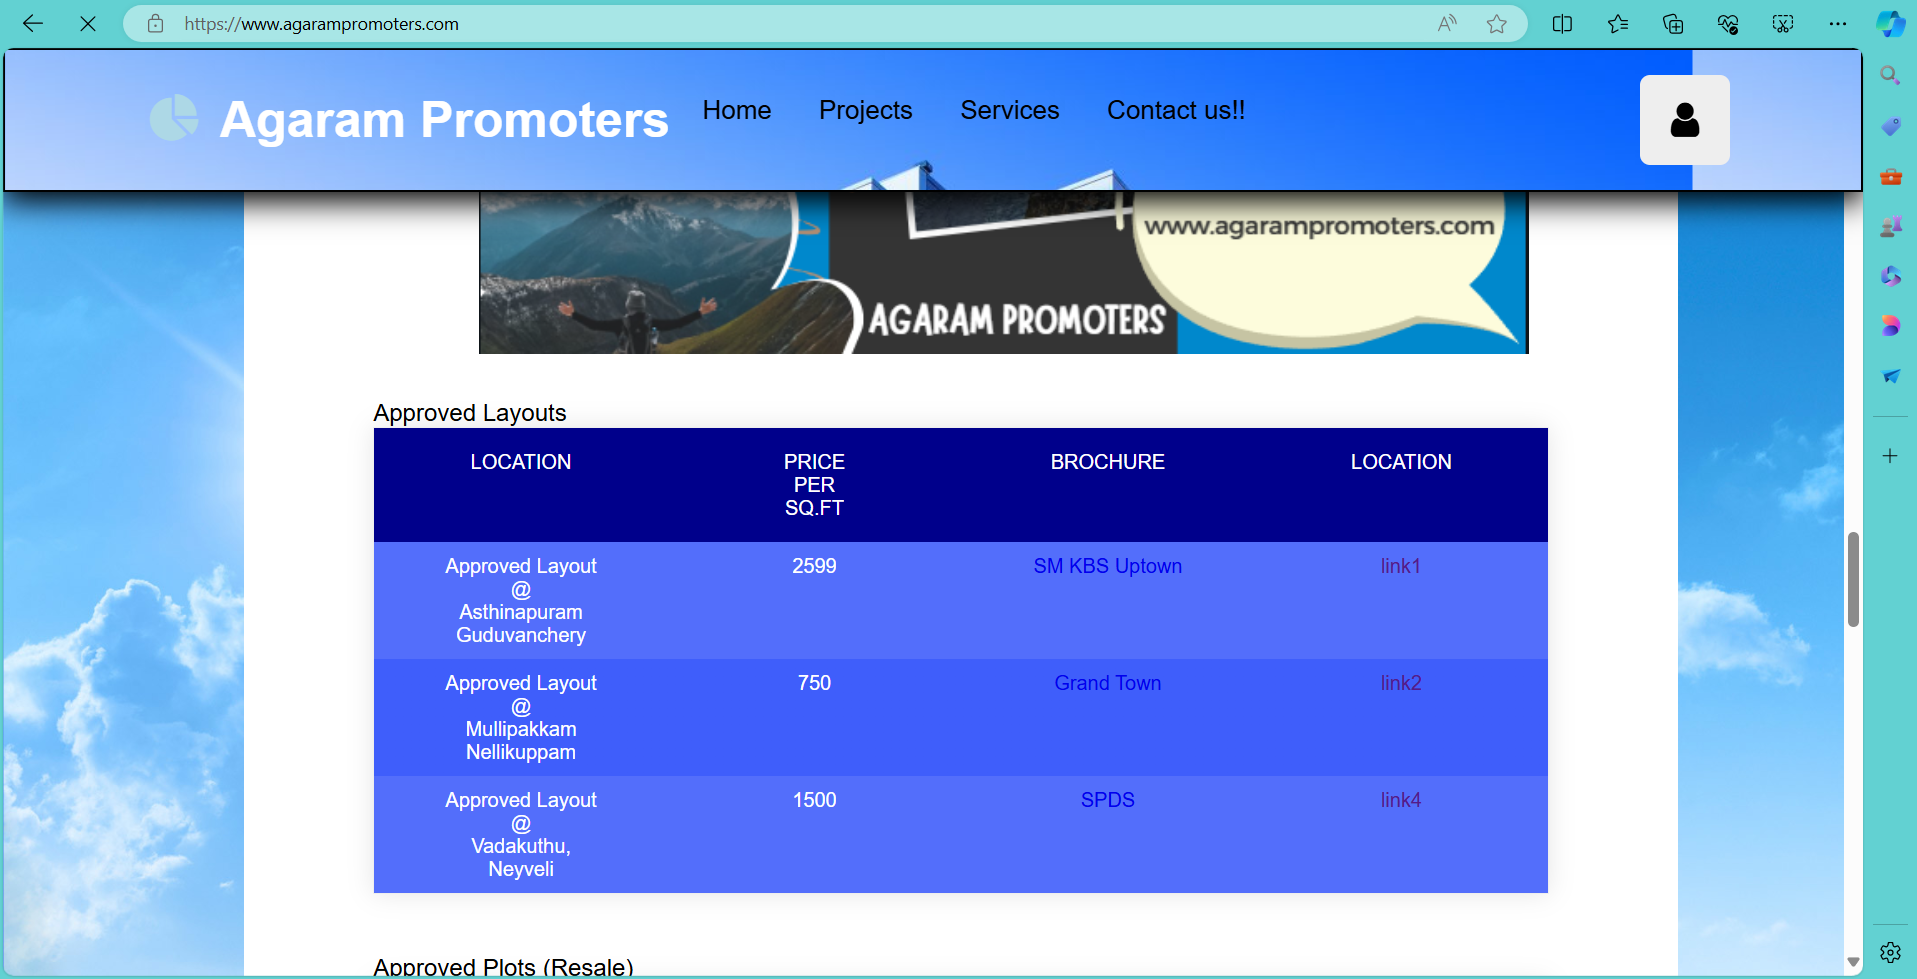 https://www.agarampromoters.com
Agaram Promoters
Home
Projects
Services
Contact us!!
www.agarampromoters.com
AGARAM PROMOTERS
Approved Layouts
LOCATION
PRICE
PER
SQ.FT
BROCHURE
LOCATION
Approved Layout
@
Asthinapuram
Guduvanchery
2599
SM KBS Uptown
link1
Approved Layout
@
Mullipakkam
Nellikuppam
750
Grand Town
link2
Approved Layout
@
Vadakuthu,
Neyveli
1500
SPDS
link4
Approved Plots (Resale)